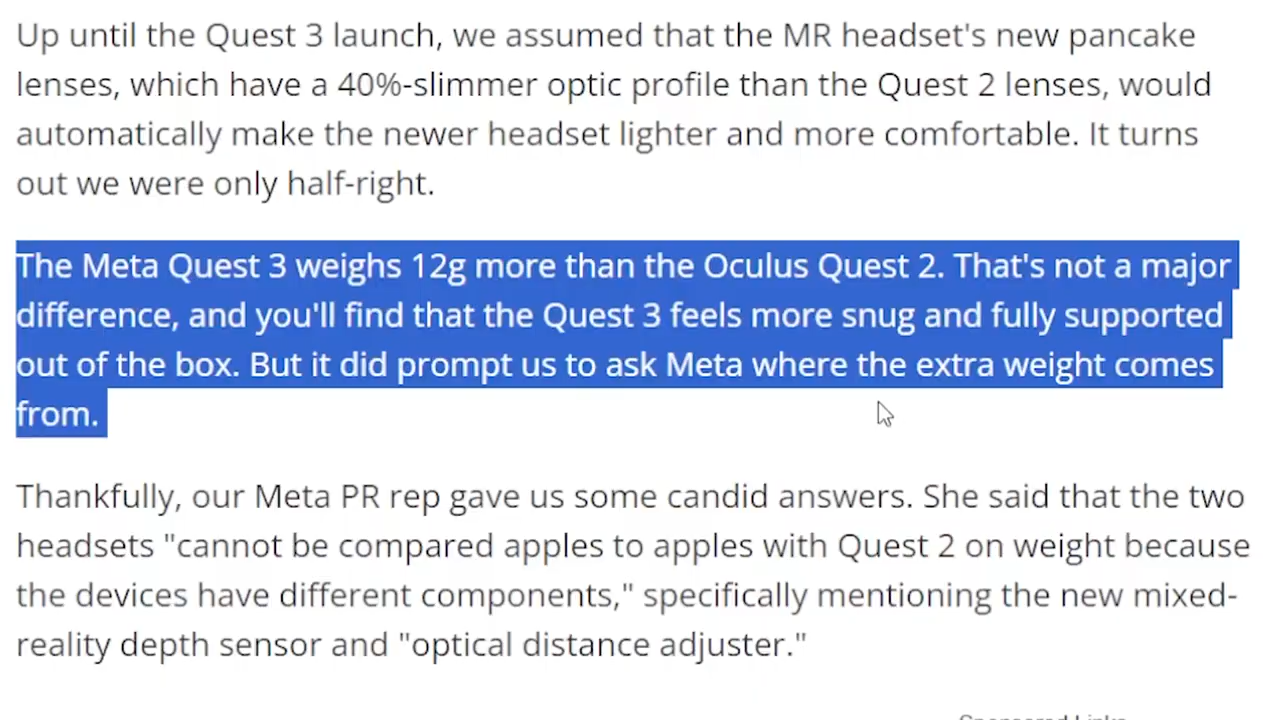 Up until the Quest 3 launch, we assumed that the MR headset's new pancake
lenses, which have a 40%-slimmer optic profile than the Quest 2 lenses, would
automatically make the newer headset lighter and more comfortable. It turns
out we were only half-right.
The Meta Quest 3 weighs 12g more than the Oculus Quest 2. That's not a major
difference, and you'll find that the Quest 3 feels more snug and fully supported
out of the box. But it did prompt us to ask Meta where the extra weight comes
from.
Thankfully, our Meta PR rep gave us some candid answers. She said that the two
headsets "cannot be compared apples to apples with Quest 2 on weight because
the devices have different components," specifically mentioning the new mixed-
reality depth sensor and "optical distance adjuster."